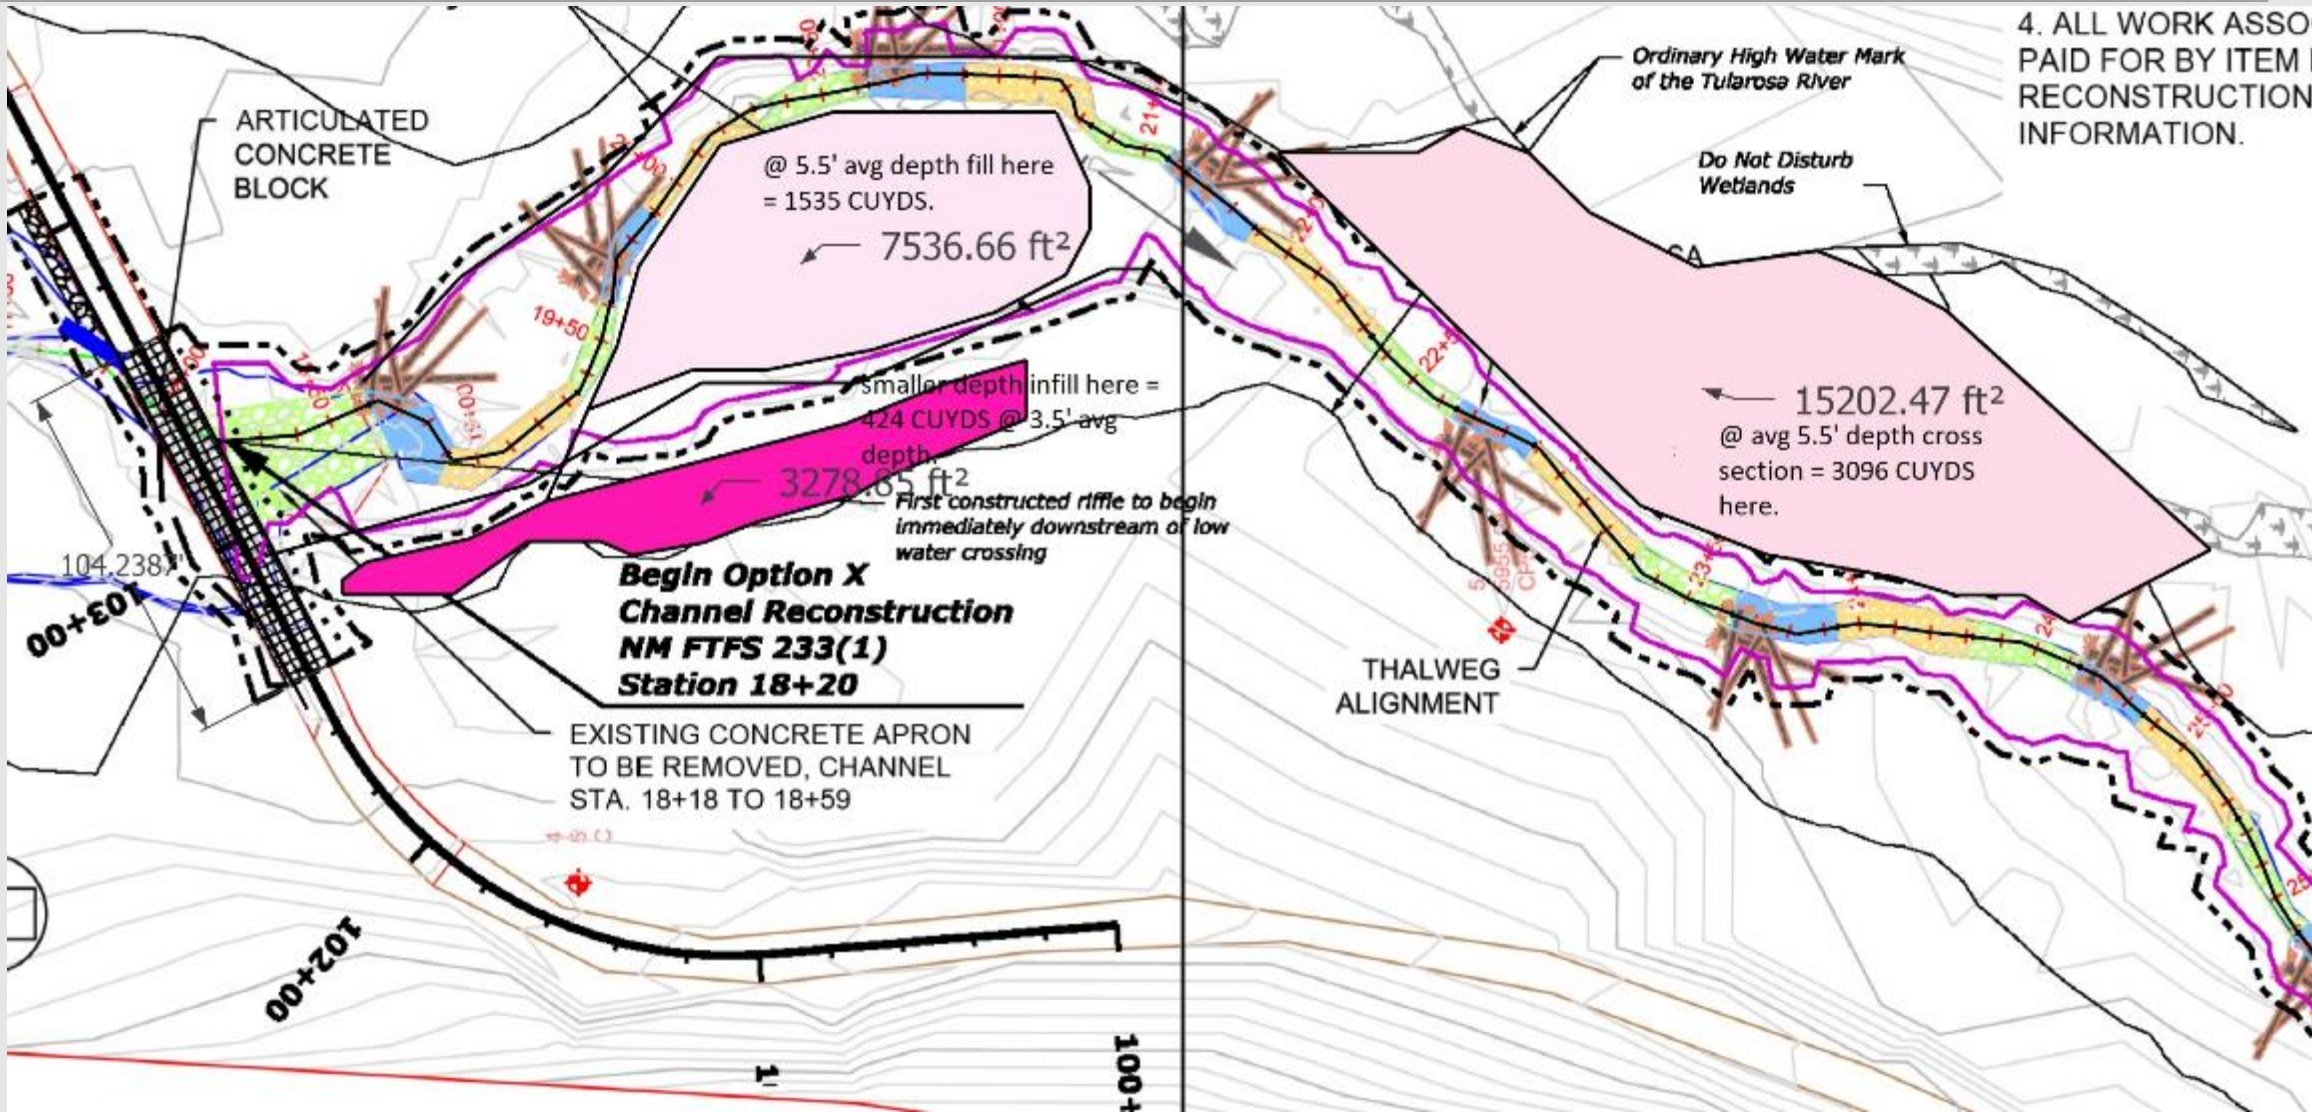 4. ALL WORK ASSO
PAID FOR BY ITEM
RECONSTRUCTION
INFORMATION.
Ordinary High Water Mark
of the Tularosa River
Do Not Disturb
Wetlands
ARTICULATED
CONCRETE
BLOCK
@ 5.5' avg depth fill here
= 1535 CUYDS.
7536.66 ft²
19+50
smaller depth infill here =
424 CUYDS @ 3.5' avg
depth.
3278.85 ft²
First constructed riffle to begin
immediately downstream of low
water crossing
15202.47 ft²
@ avg 5.5' depth cross
section = 3096 CUYDS
here.
104.2387'
103+00
Begin Option X
Channel Reconstruction
NM FTFS 233(1)
Station 18+20
THALWEG
ALIGNMENT
EXISTING CONCRETE APRON
TO BE REMOVED, CHANNEL
STA. 18+18 TO 18+59
102+00
100+